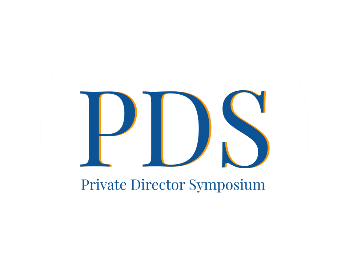 PDS
Private Director Symposium